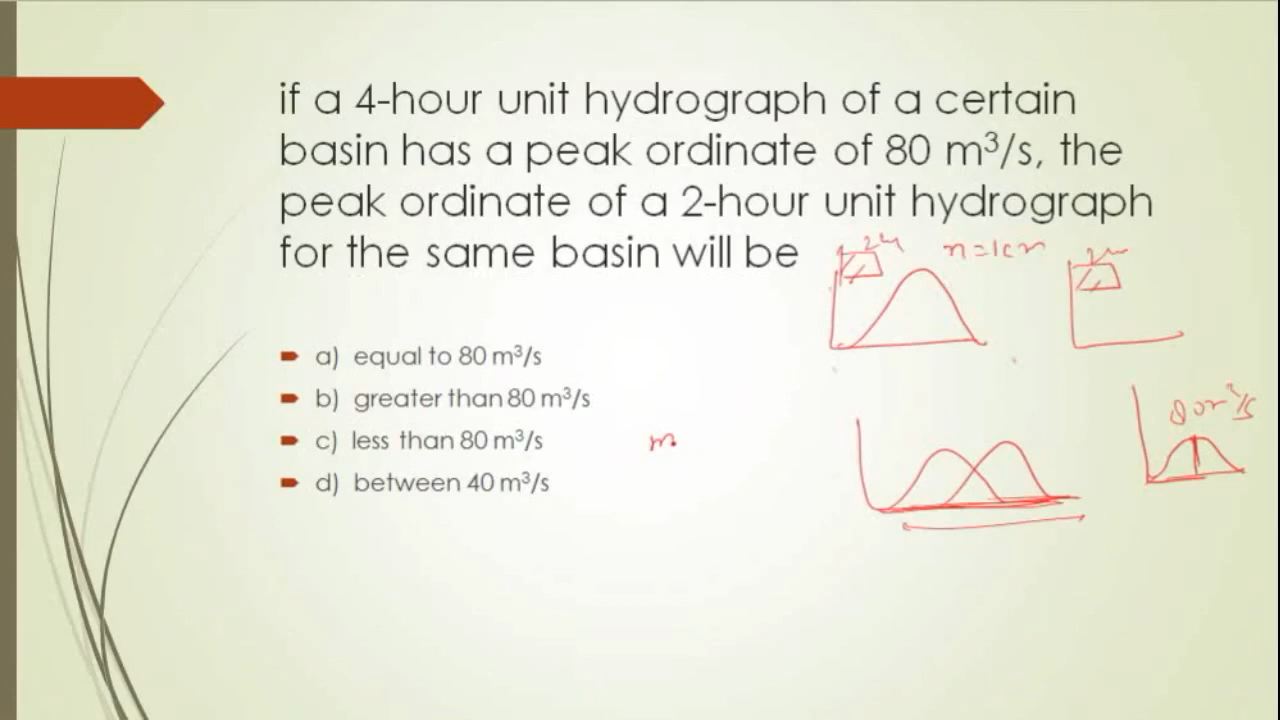 if a 4-hour unit hydrograph of a certain
basin has a peak ordinate of 80 m³/s, the
peak ordinate of a 2-hour unit hydrograph
for the same basin will be
a) equal to 80 m³/s
b) greater than 80 m³/s
c) less than 80 m³/s
d) between 40 m³/s
80 m³/s
m